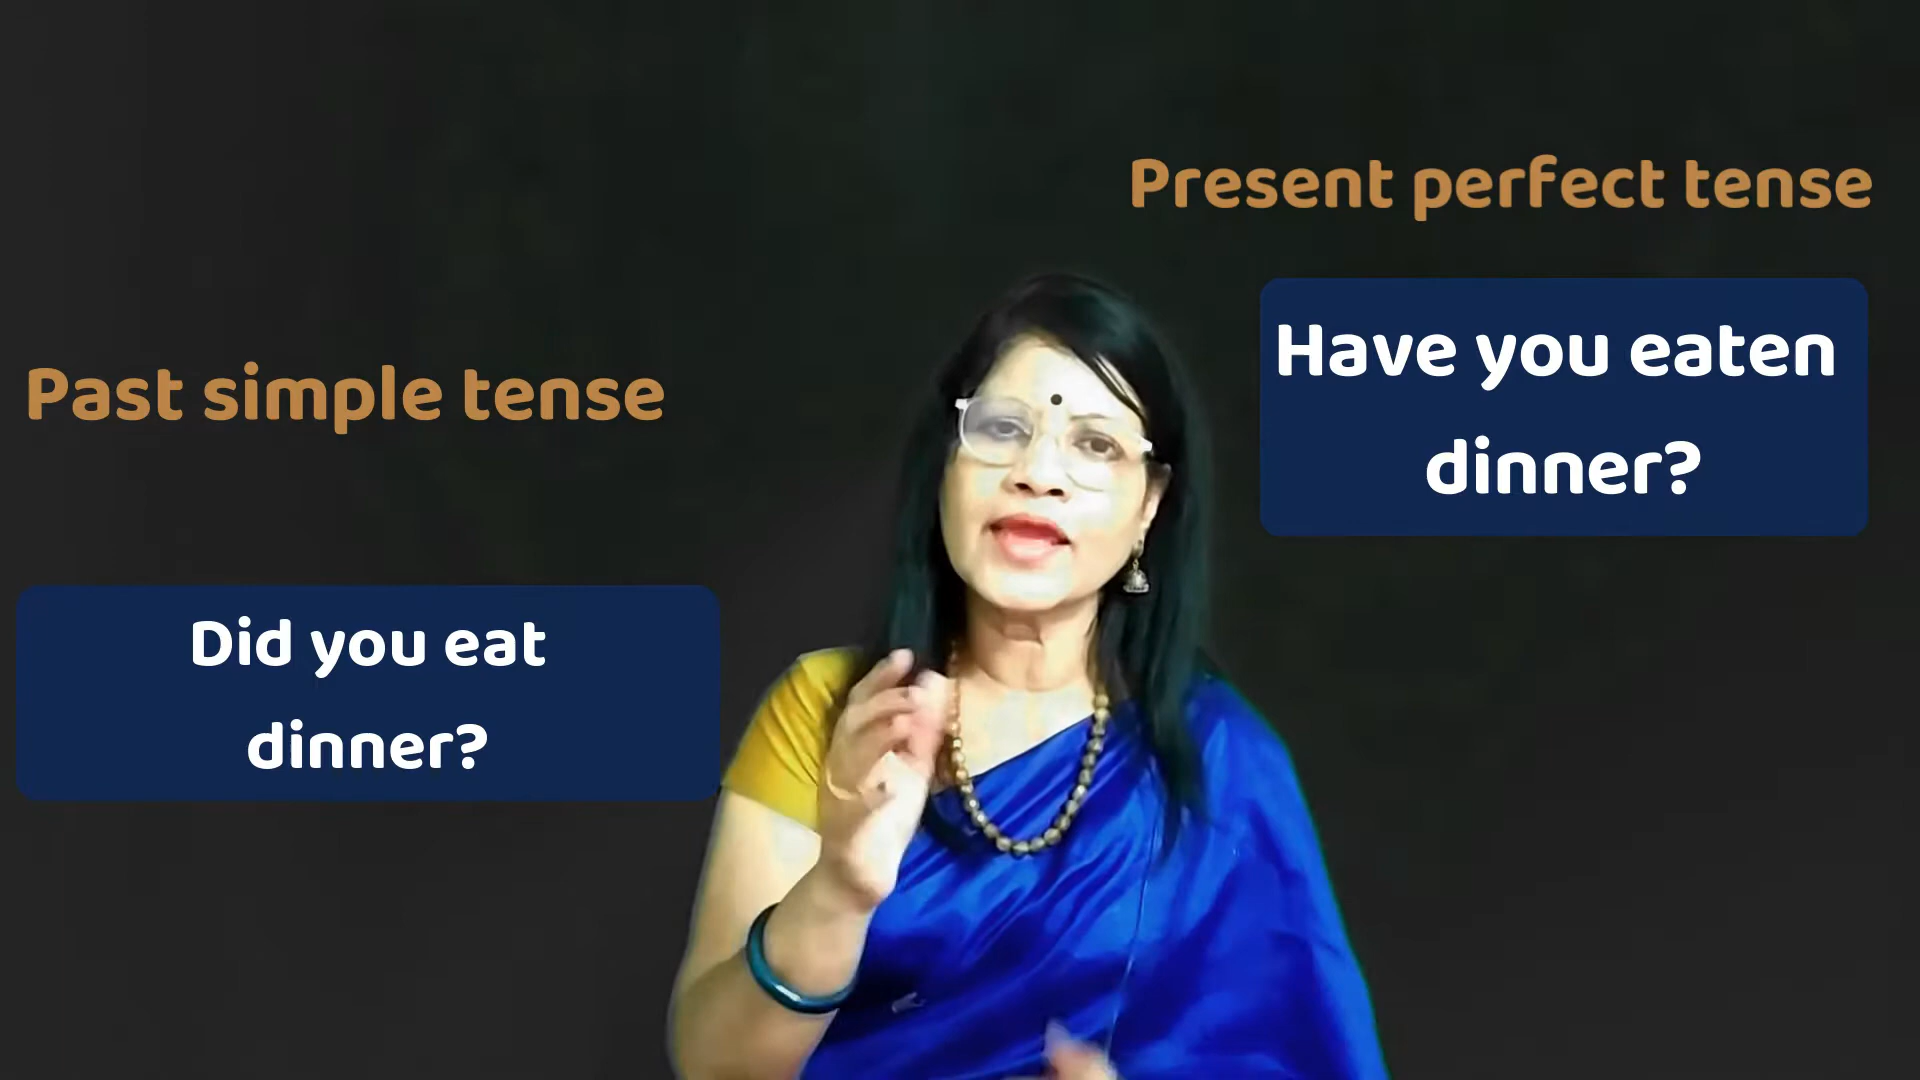 Past simple tense
Did you eat
dinner?
Present perfect tense
Have you eaten
dinner?